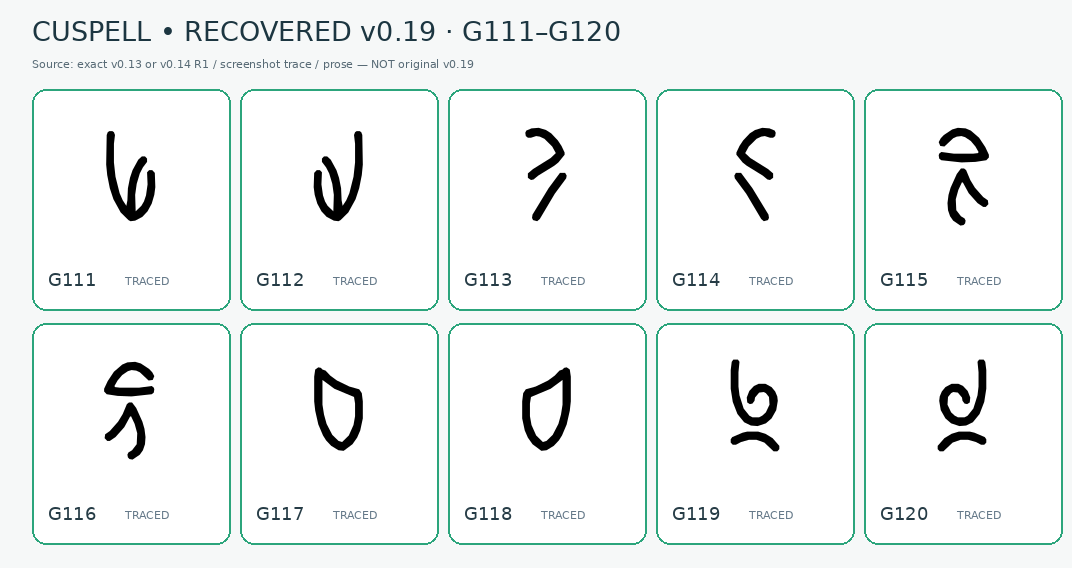 CUSPELL • RECOVERED v0.19 · G111–G120
Source: exact v0.13 or v0.14 R1 / screenshot trace / prose — NOT original v0.19
G111 TRACED
G112 TRACED
G113 TRACED
G114 TRACED
G115 TRACED
G116 TRACED
G117 TRACED
G118 TRACED
G119 TRACED
G120 TRACED